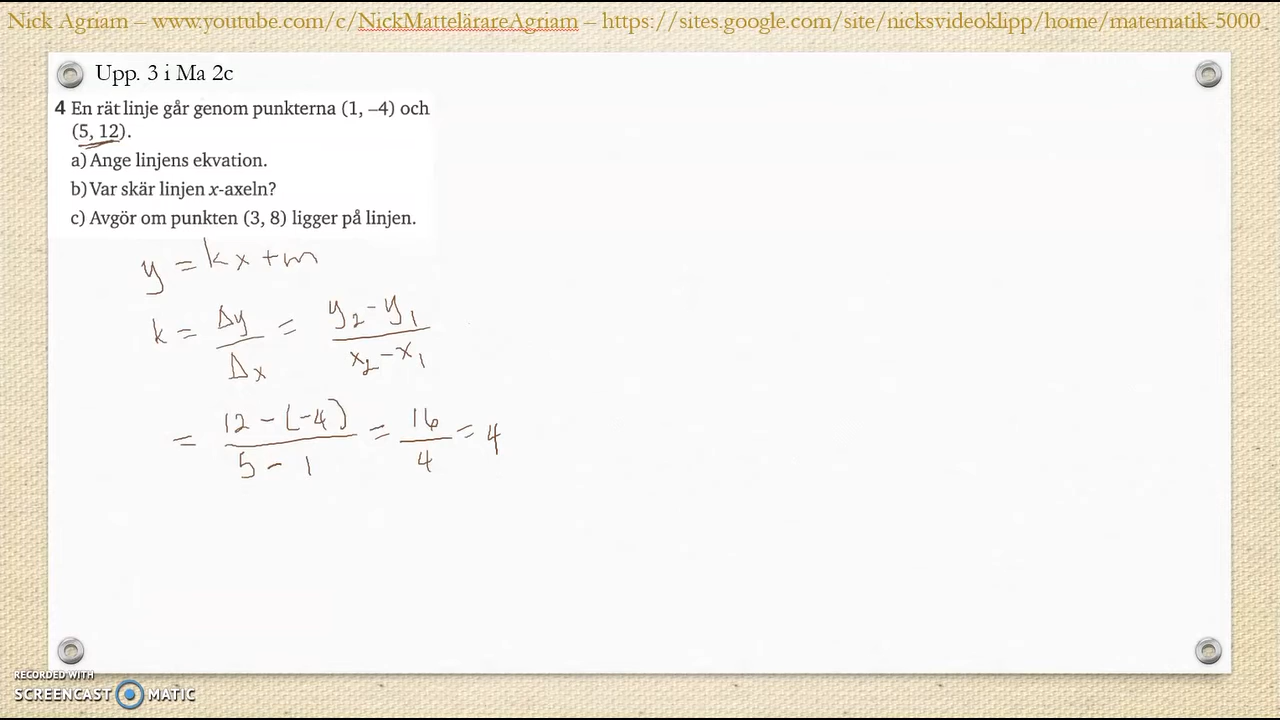 Nick Agriam – www.youtube.com/c/NickMattelärareAgriam – https://sites.google.com/site/nicksvideoklipp/home/matematik-5000
Upp. 3 i Ma 2c
4 En rät linje går genom punkterna (1, –4) och
(5, 12).
a) Ange linjens ekvation.
b) Var skär linjen x-axeln?
c) Avgör om punkten (3, 8) ligger på linjen.
y = kx + m
k = Δy/Δx = y₂ - y₁/x₂ - x₁
= 12 - (-4)/5 - 1 = 16/4 = 4
RECORDED WITH
SCREENCAST MATIC